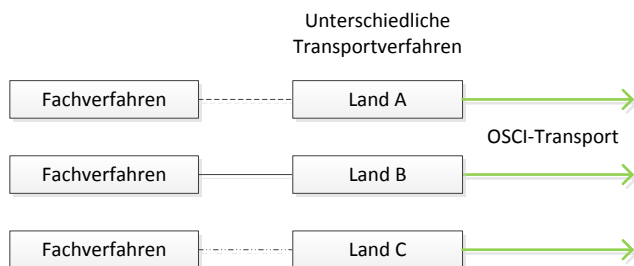 Unterschiedliche
Transportverfahren
Fachverfahren
Land A
OSCI-Transport
Fachverfahren
Land B
Fachverfahren
Land C